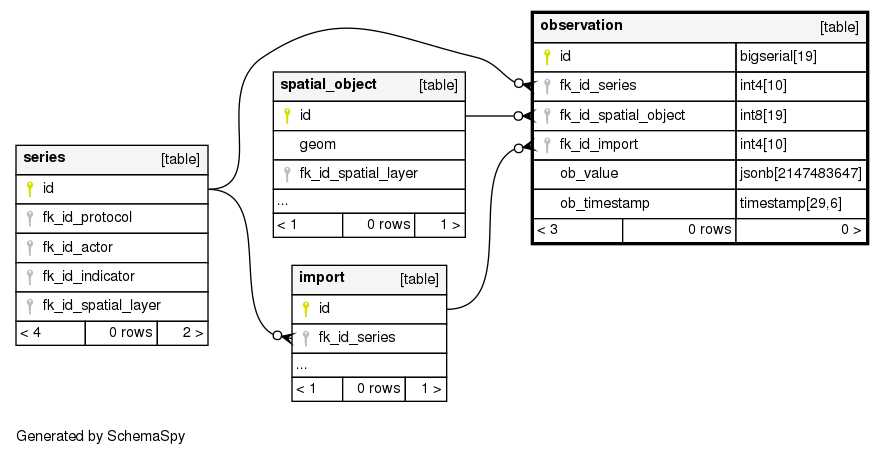 observation [table]
id bigserial[19]
fk_id_series int4[10]
fk_id_spatial_object int8[19]
fk_id_import int4[10]
ob_value jsonb[2147483647]
ob_timestamp timestamp[29,6]
< 3 0 rows 0 >
spatial_object [table]
id
geom
fk_id_spatial_layer
...
< 1 0 rows 1 >
series [table]
id
fk_id_protocol
fk_id_actor
fk_id_indicator
fk_id_spatial_layer
< 4 0 rows 2 >
import [table]
id
fk_id_series
...
< 1 0 rows 1 >
Generated by SchemaSpy